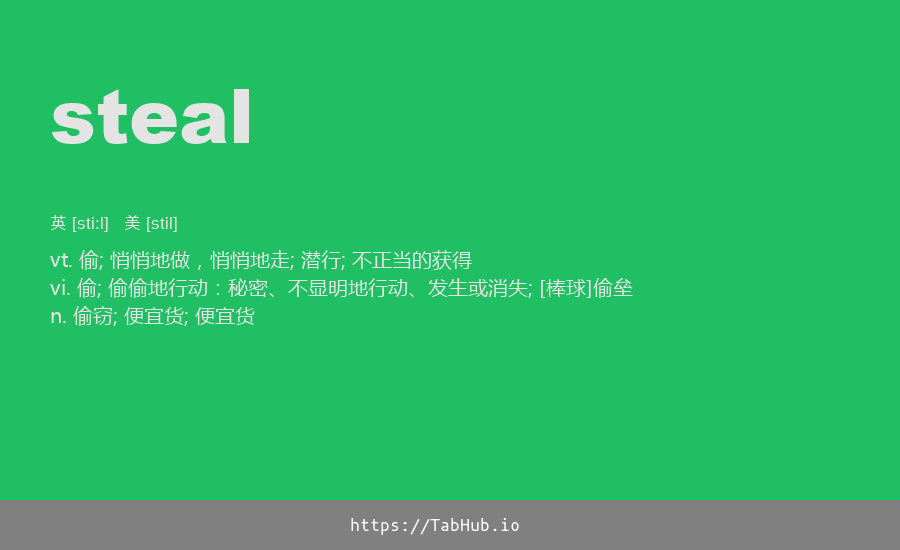 steal
英 [sti:l] 美 [stil]
vt. 偷; 悄悄地做，悄悄地走; 潜行; 不正当的获得
vi. 偷; 偷偷地行动：秘密、不显明地行动、发生或消失; [棒球]偷垒
n. 偷窃; 便宜货; 便宜货
https://TabHub.io